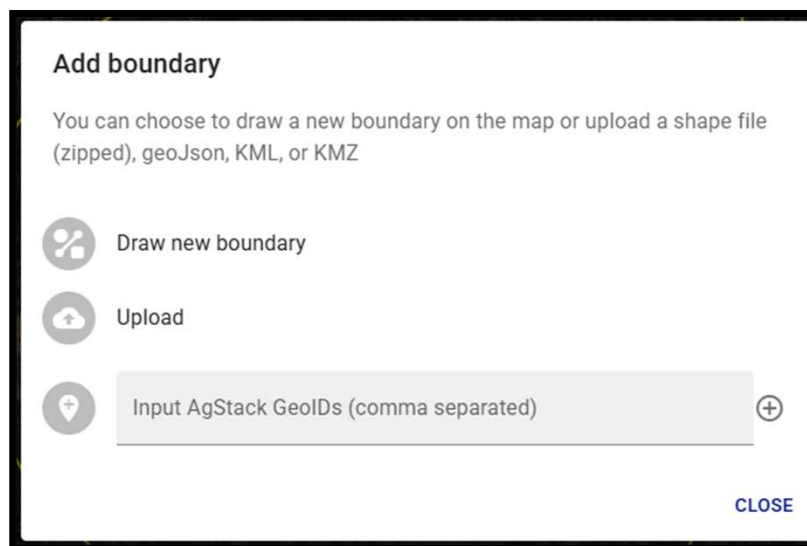 Add boundary
You can choose to draw a new boundary on the map or upload a shape file
(zipped), geoJson, KML, or KMZ
Draw new boundary
Upload
Input AgStack GeoIDs (comma separated)
CLOSE